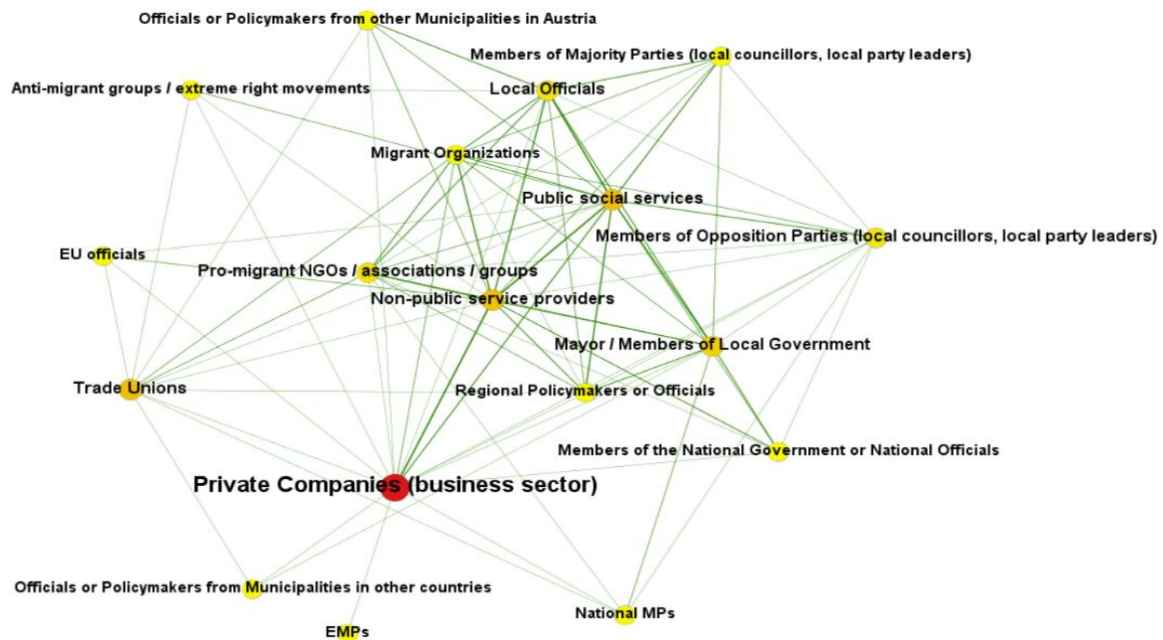 Officials or Policymakers from other Municipalities in Austria
Members of Majority Parties (local councillors, local party leaders)
Anti-migrant groups / extreme right movements
Local Officials
Migrant Organizations
Public social services
Members of Opposition Parties (local councillors, local party leaders)
EU officials
Pro-migrant NGOs / associations / groups
Non-public service providers
Mayor / Members of Local Government
Trade Unions
Regional Policymakers or Officials
Members of the National Government or National Officials
Private Companies (business sector)
Officials or Policymakers from Municipalities in other countries
National MPs
EMPs